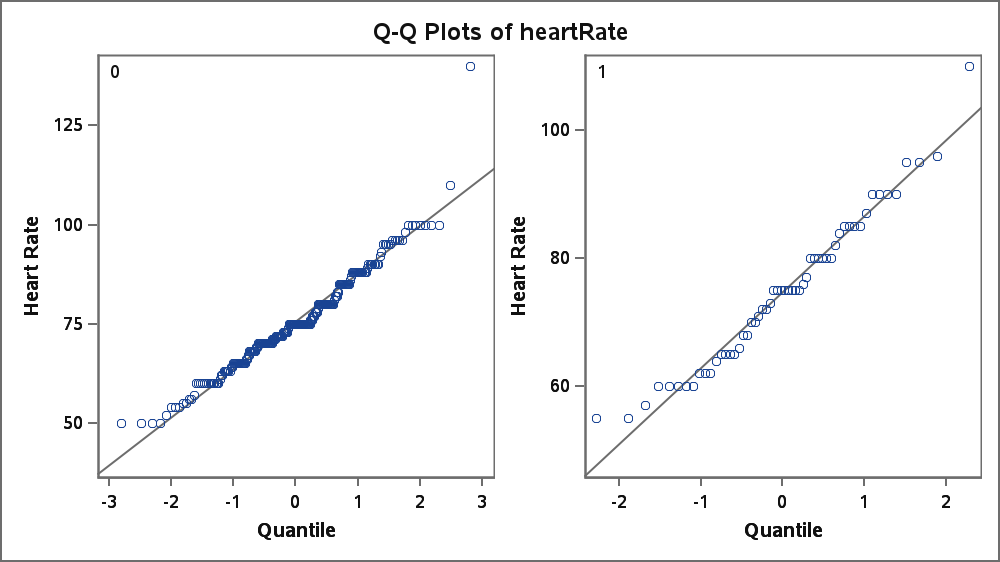 Q-Q Plots of heartRate
0
125
100
75
50
Heart Rate
-3 -2 -1 0 1 2 3
Quantile
1
100
80
60
Heart Rate
-2 -1 0 1 2
Quantile